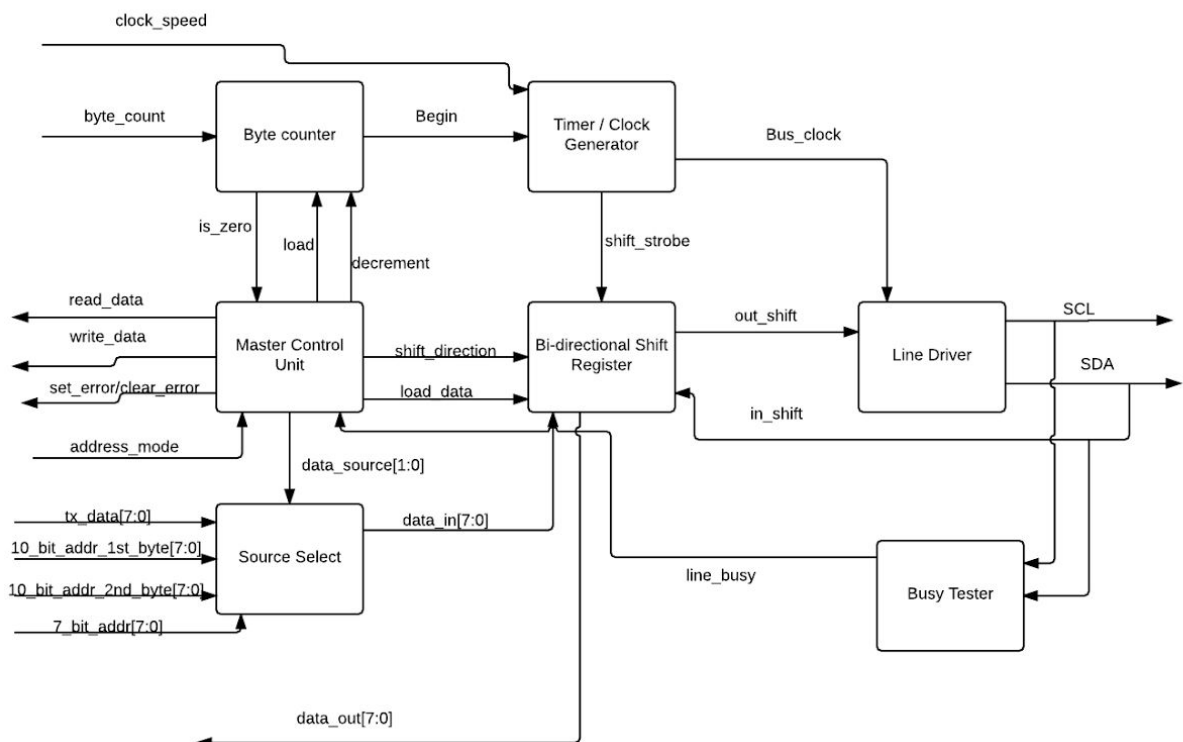 clock_speed
byte_count
Byte counter
Begin
Timer / Clock
Generator
Bus_clock
is_zero
load
decrement
shift_strobe
read_data
write_data
set_error/clear_error
address_mode
Master Control
Unit
shift_direction
load_data
Bi-directional Shift
Register
out_shift
Line Driver
SCL
SDA
in_shift
data_source[1:0]
tx_data[7:0]
10_bit_addr_1st_byte[7:0]
10_bit_addr_2nd_byte[7:0]
7_bit_addr[7:0]
Source Select
data_in[7:0]
line_busy
Busy Tester
data_out[7:0]